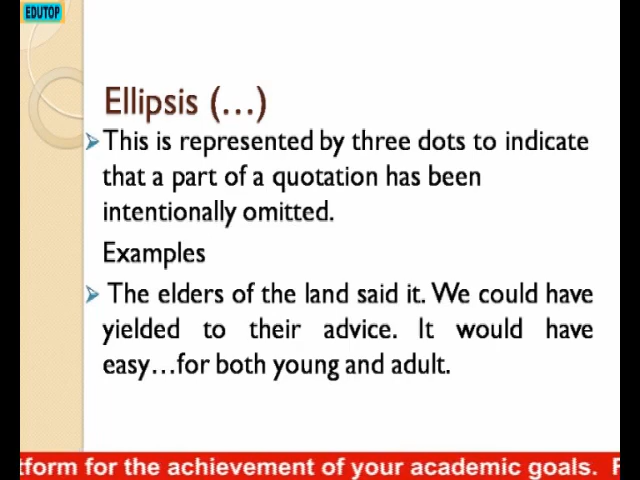 EDUTOP
Ellipsis (…)
This is represented by three dots to indicate
that a part of a quotation has been
intentionally omitted.
Examples
The elders of the land said it. We could have
yielded to their advice. It would have
easy…for both young and adult.
tform for the achievement of your academic goals. F